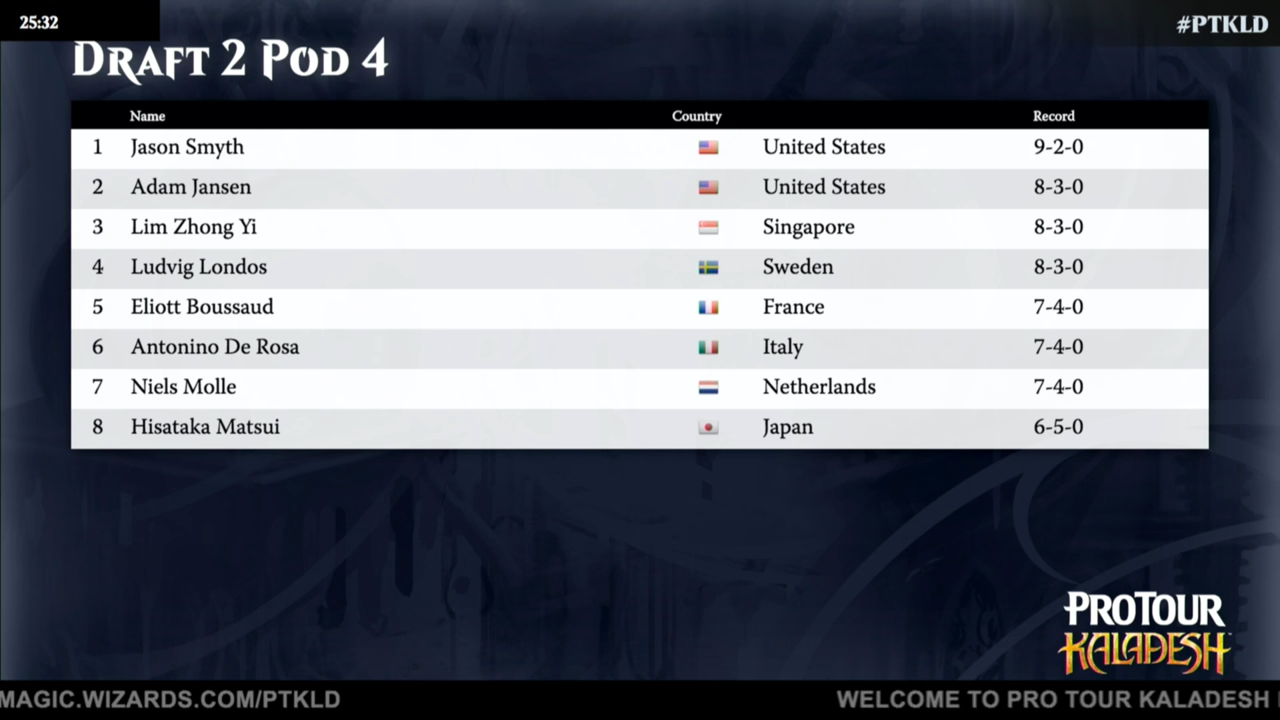 25:32
#PTKLD
Draft 2 Pod 4
Name Country Record
1 Jason Smyth United States 9-2-0
2 Adam Jansen United States 8-3-0
3 Lim Zhong Yi Singapore 8-3-0
4 Ludvig Londos Sweden 8-3-0
5 Eliott Boussaud France 7-4-0
6 Antonino De Rosa Italy 7-4-0
7 Niels Molle Netherlands 7-4-0
8 Hisataka Matsui Japan 6-5-0
PRO TOUR
KALADESH
MAGIC.WIZARDS.COM/PTKLD WELCOME TO PRO TOUR KALADESH